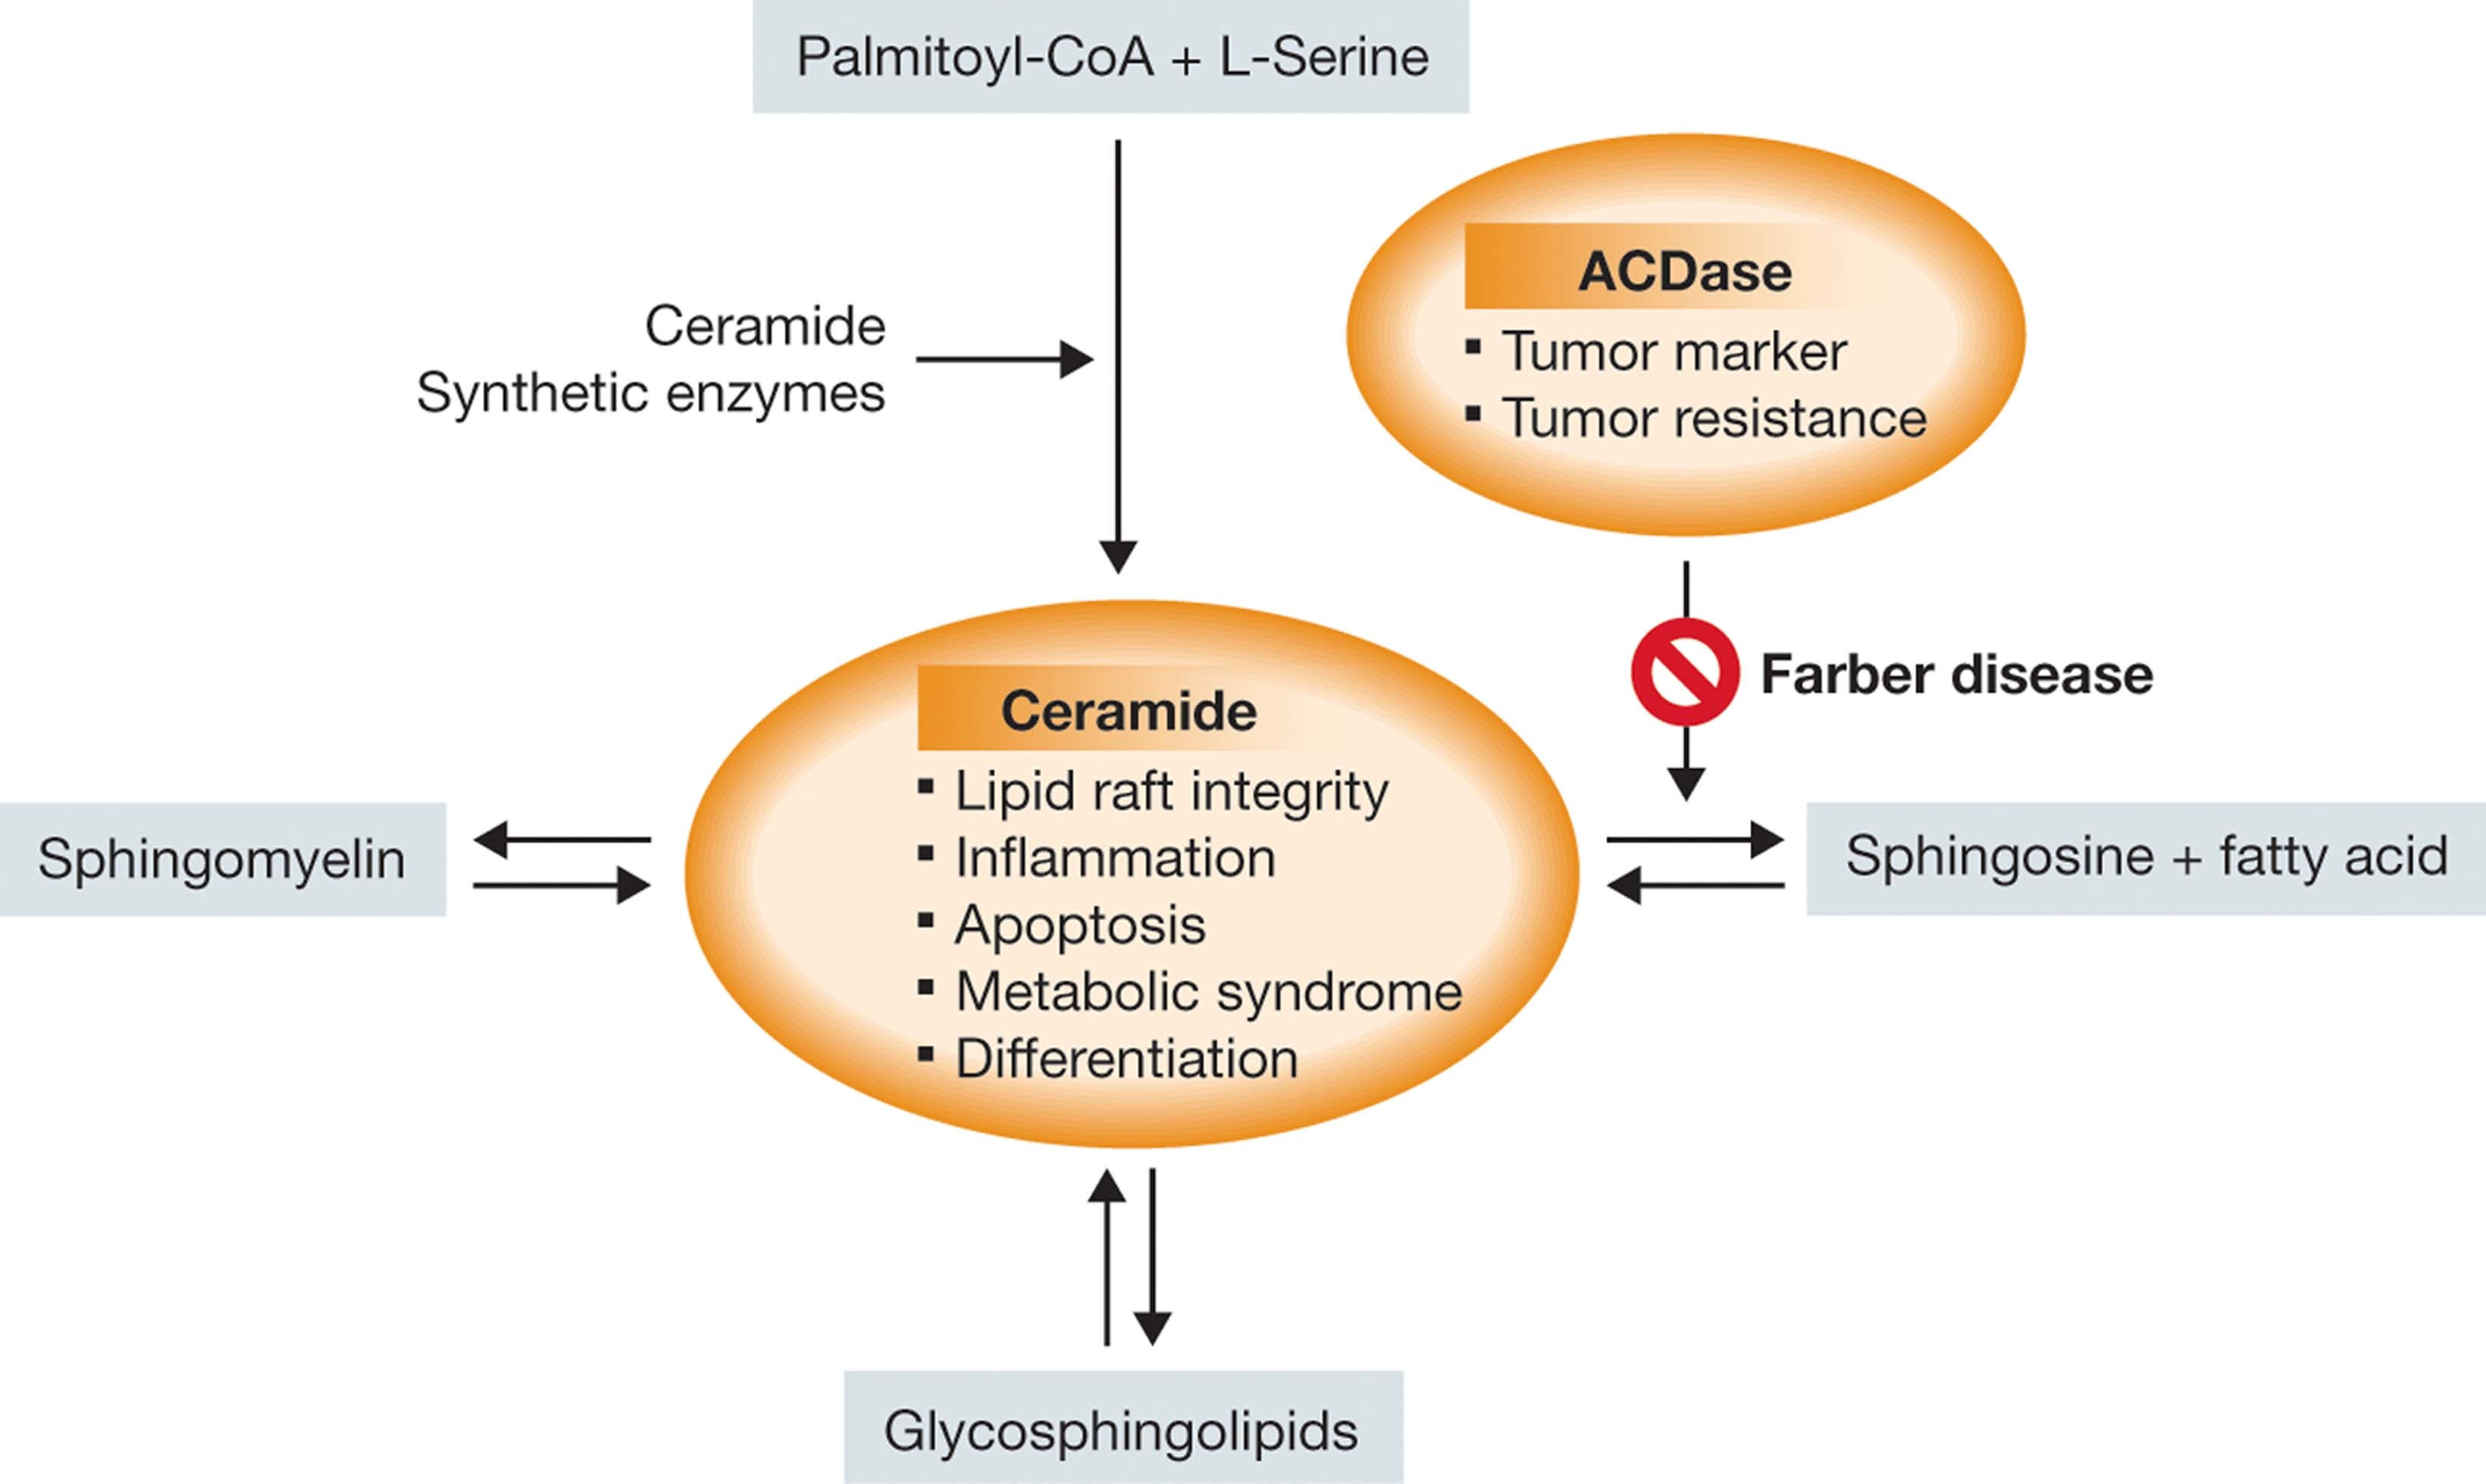 Palmitoyl-CoA + L-Serine
Ceramide
Synthetic enzymes
ACDase
▪ Tumor marker
▪ Tumor resistance
Farber disease
Ceramide
▪ Lipid raft integrity
▪ Inflammation
▪ Apoptosis
▪ Metabolic syndrome
▪ Differentiation
Sphingomyelin
Sphingosine + fatty acid
Glycosphingolipids